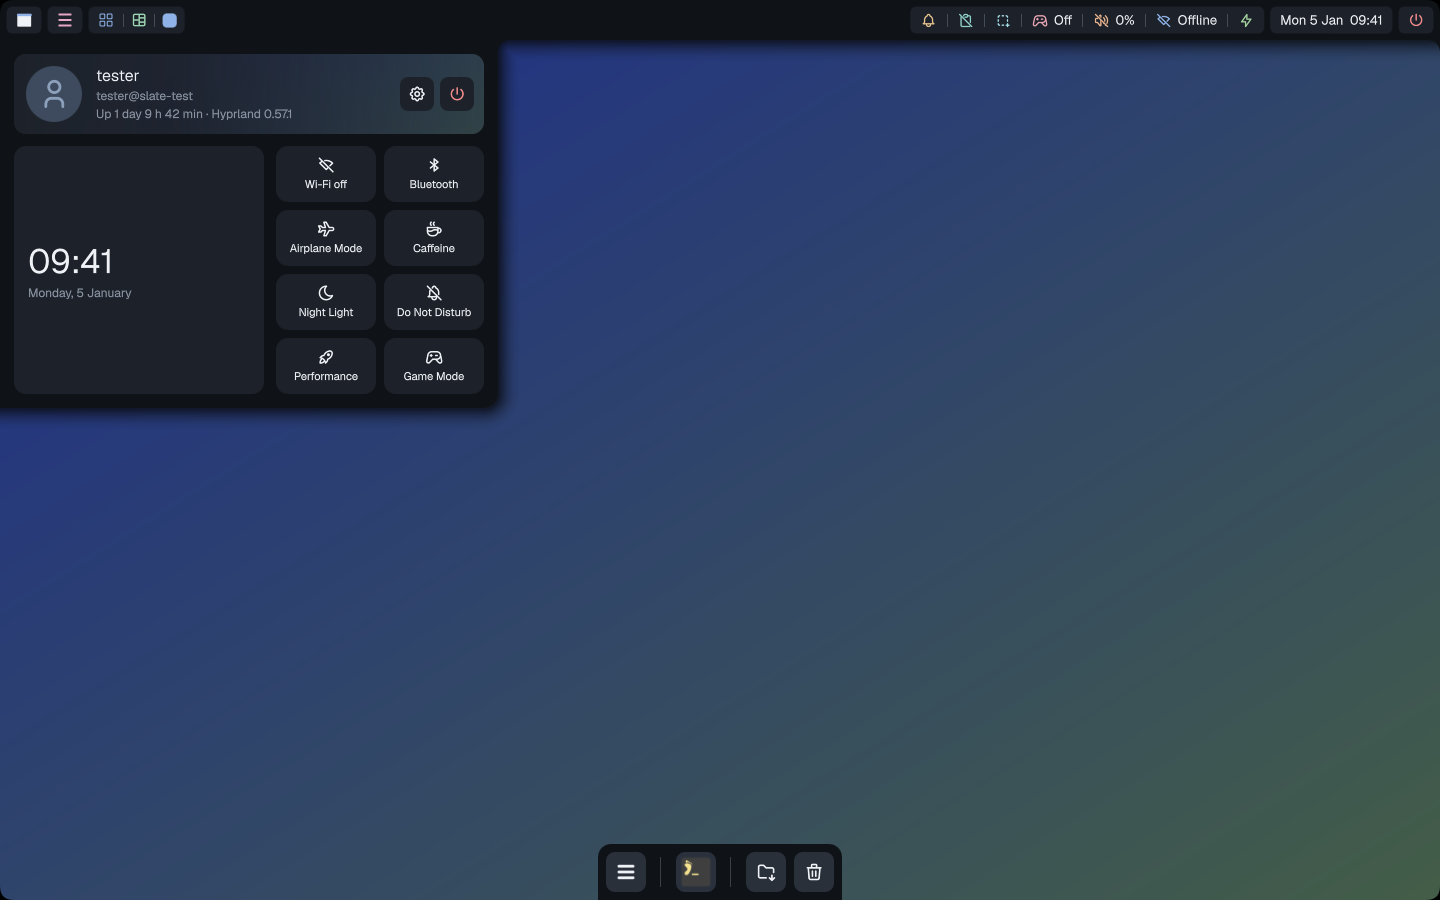 Off
0%
Offline
Mon 5 Jan 09:41
tester
tester@slate-test
Up 1 day 9 h 42 min · Hyprland 0.57.1
09:41
Monday, 5 January
Wi-Fi off
Bluetooth
Airplane Mode
Caffeine
Night Light
Do Not Disturb
Performance
Game Mode